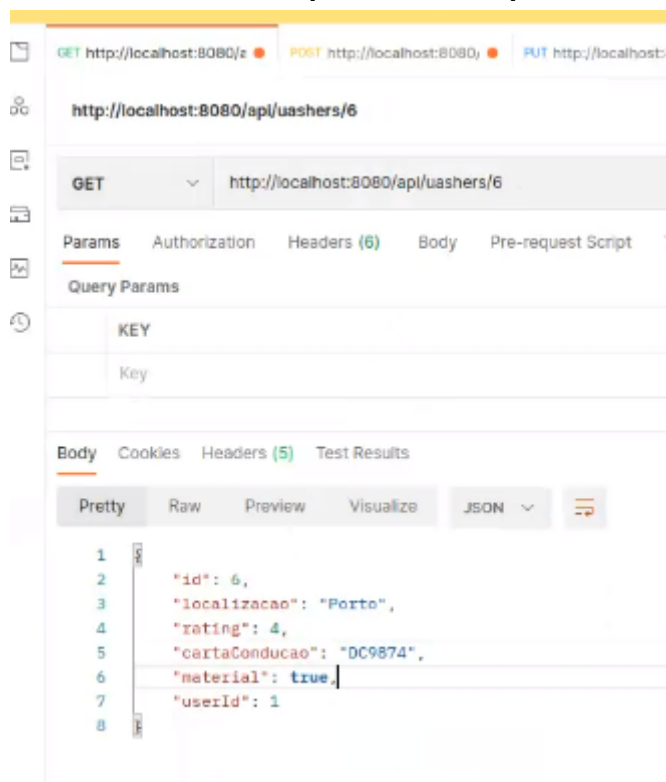 GET http://localhost:8080/a
POST http://localhost:8080/
PUT http://localhost:
http://localhost:8080/api/uashers/6
GET
http://localhost:8080/api/uashers/6
Params Authorization Headers (6) Body Pre-request Script
Query Params
KEY
Key
Body Cookies Headers (5) Test Results
Pretty Raw Preview Visualize JSON
1 {
2 "id": 6,
3 "localizacao": "Porto",
4 "rating": 4,
5 "cartaConducao": "DC9874",
6 "material": true,
7 "userId": 1
8 }